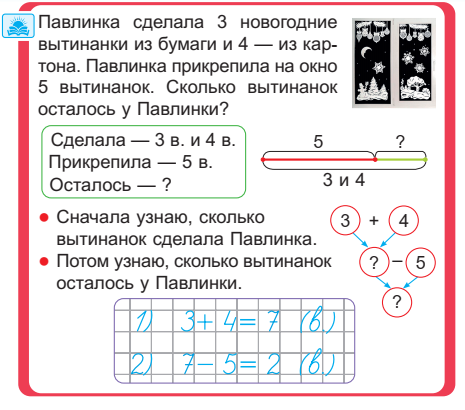 Павлинка сделала 3 новогодние
вытинанки из бумаги и 4 — из кар-
тона. Павлинка прикрепила на окно
5 вытинанок. Сколько вытинанок
осталось у Павлинки?
Сделала — 3 в. и 4 в.
Прикрепила — 5 в.
Осталось — ?
5 ?
3 и 4
• Сначала узнаю, сколько
вытинанок сделала Павлинка.
• Потом узнаю, сколько вытинанок
осталось у Павлинки.
3 + 4
? – 5
?
1) 3 + 4 = 7 (в.)
2) 7 – 5 = 2 (в.)